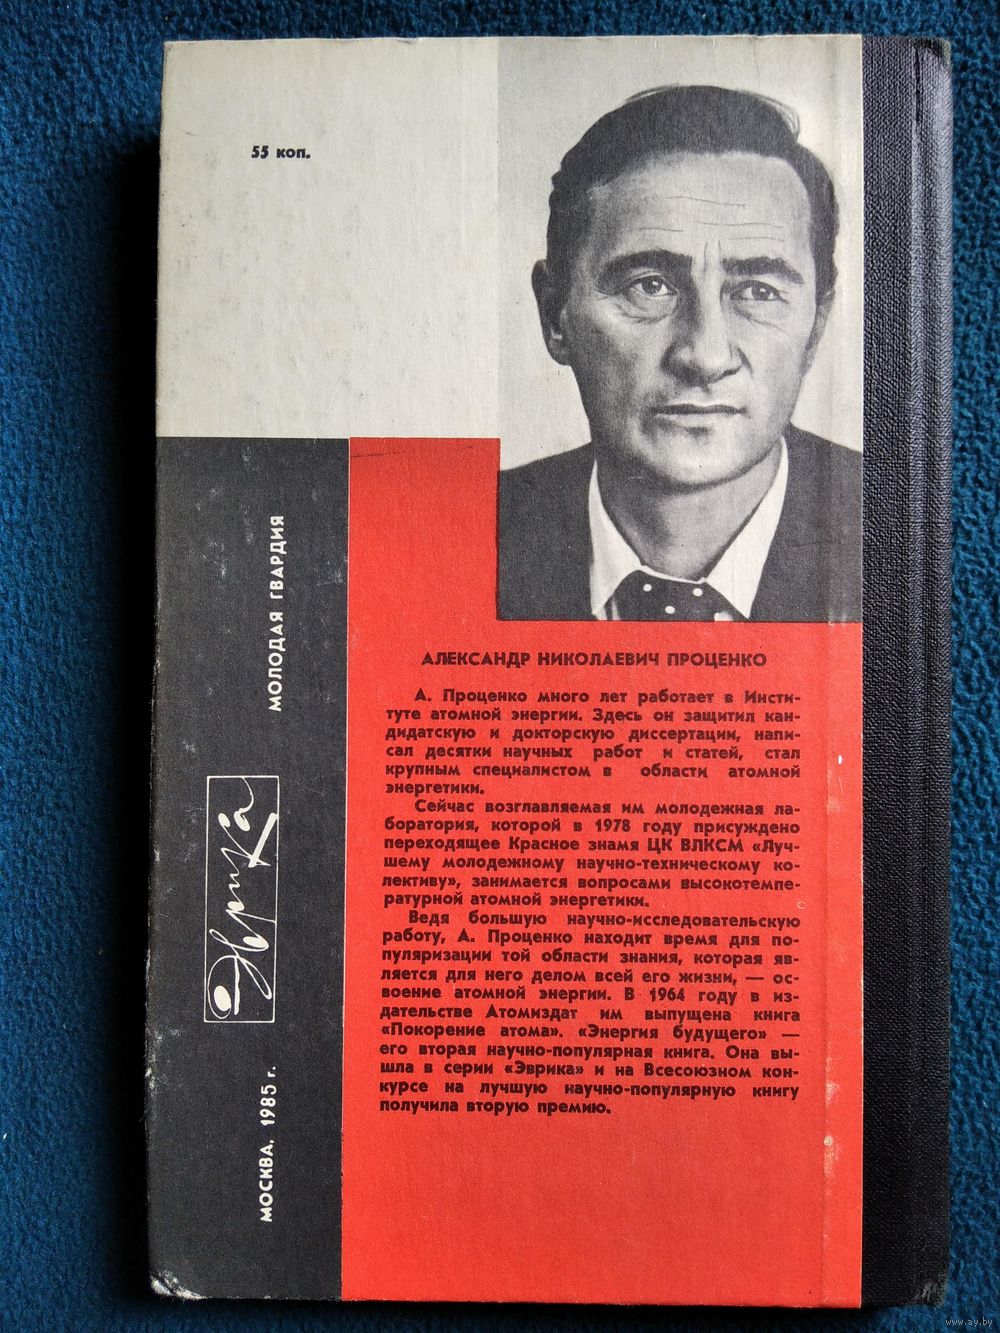 55 коп.
АЛЕКСАНДР НИКОЛАЕВИЧ ПРОЦЕНКО
А. Проценко много лет работает в Инсти-
туте атомной энергии. Здесь он защитил кан-
дидатскую и докторскую диссертации, напи-
сал десятки научных работ и статей, стал
крупным специалистом в области атомной
энергетики.
Сейчас возглавляемая им молодежная ла-
боратория, которой в 1978 году присуждено
переходящее Красное знамя ЦК ВЛКСМ «Луч-
шему молодежному научно-техническому ко-
лективу», занимается вопросами высокотемпе-
ратурной атомной энергетики.
Ведя большую научно-исследовательскую
работу, А. Проценко находит время для по-
пуляризации той области знания, которая яв-
ляется для него делом всей его жизни, — ос-
воение атомной энергии. В 1964 году в из-
дательстве Атомиздат им выпущена книга
«Покорение атома». «Энергия будущего» —
его вторая научно-популярная книга. Она вы-
шла в серии «Эврика» и на Всесоюзном кон-
курсе на лучшую научно-популярную книгу
получила вторую премию.
МОСКВА. 1985 г.
Эврика
МОЛОДАЯ ГВАРДИЯ
www.ay.by